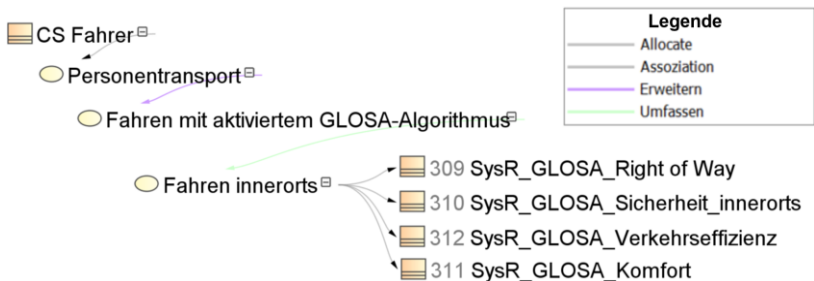 CS Fahrer
Personentransport
Fahren mit aktiviertem GLOSA-Algorithmus
Fahren innerorts
309 SysR_GLOSA_Right of Way
310 SysR_GLOSA_Sicherheit_innerorts
312 SysR_GLOSA_Verkehrseffizienz
311 SysR_GLOSA_Komfort
Legende
Allocate
Assoziation
Erweitern
Umfassen